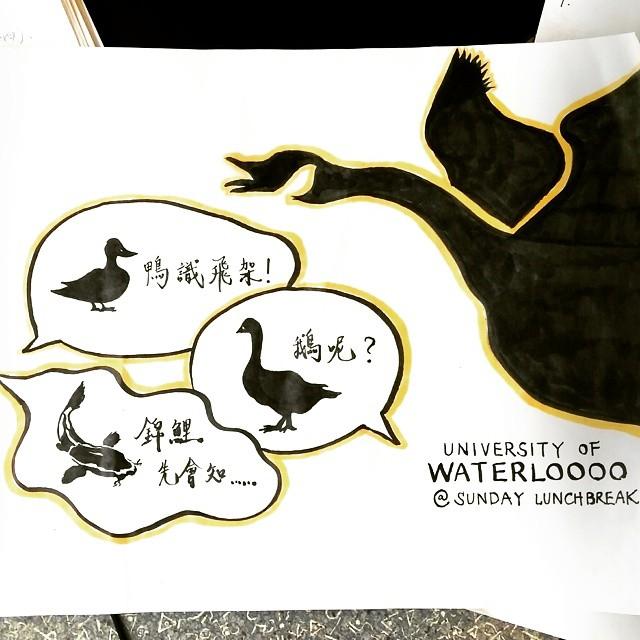 鴨識飛架!
鵝呢？
錦鯉
先會知......
UNIVERSITY OF
WATERLOOOO
@ SUNDAY LUNCHBREAK